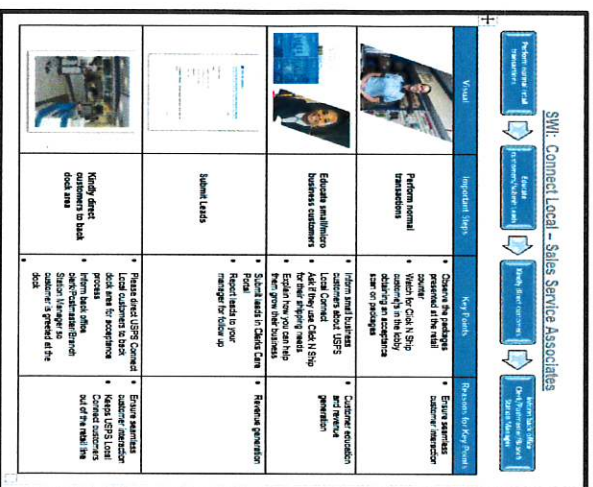 SWI: Connect Local – Sales Service Associates
Perform normal retail
transactions
Educate
customers/Submit Leads
Kindly direct customers
Inform back office
Clerk/Postmaster/Branch
Station Manager
Visual
Important Steps
Key Points
Reasons for Key Points
Perform normal
transactions
Observe the packages
presented at the retail
counter
Watch for Click N Ship
customers in the lobby
obtaining an acceptance
scan on packages
Ensure seamless
customer interaction
Educate small/micro
business customers
Inform small business
customers about USPS
Local Connect
Ask if they use Click N Ship
for their shipping needs
Explain how you can help
them grow their business
Customer education
and revenue
generation
Submit Leads
Submit leads in Clerks Care
Portal
Report leads to your
manager for follow up
Revenue generation
Kindly direct
customers to back
dock area
Please direct USPS Connect
Local customers to back
dock area for acceptance
process
Inform back office
clerk/Postmaster/Branch
Station Manager so
customer is greeted at the
dock
Ensure seamless
customer interaction
Keeps USPS Local
Connect customers
out of the retail line